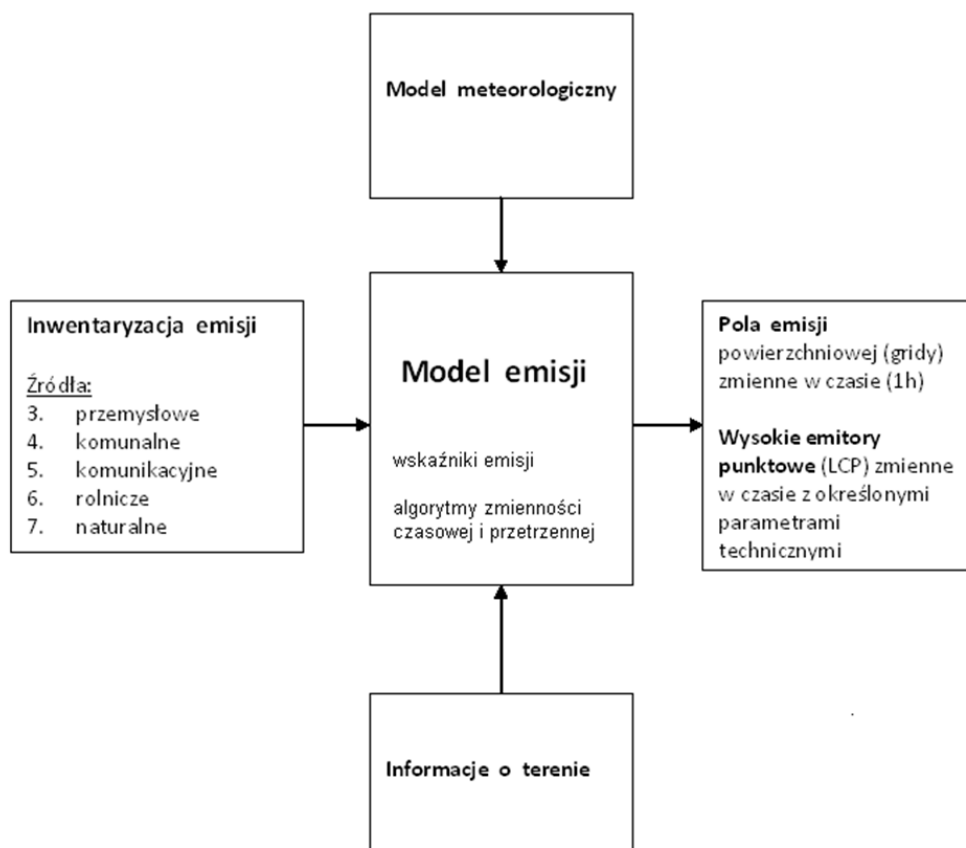 Model meteorologiczny
Inwentaryzacja emisji
Źródła:
3. przemysłowe
4. komunalne
5. komunikacyjne
6. rolnicze
7. naturalne
Model emisji
wskaźniki emisji
algorytmy zmienności
czasowej i przetrzennej
Pola emisji
powierzchniowej (gridy)
zmienne w czasie (1h)
Wysokie emitory
punktowe (LCP) zmienne
w czasie z określonymi
parametrami
technicznymi
Informacje o terenie